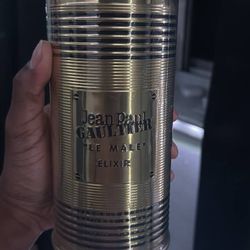 Jean Paul
GAULTIER
"LE MALE"
ELIXIR